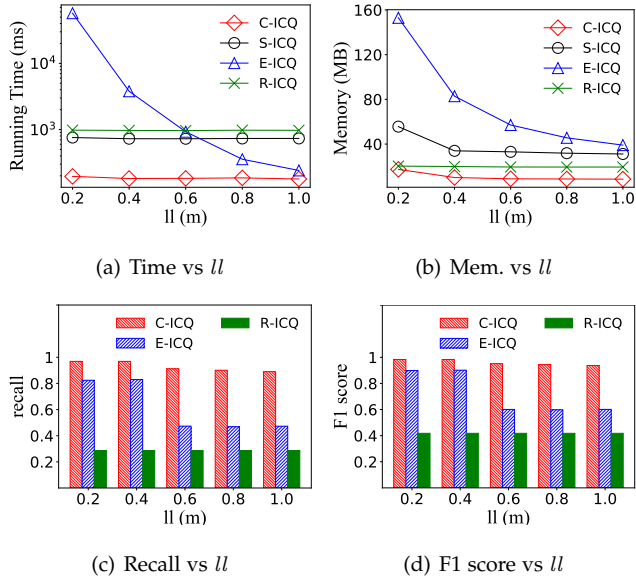 C-ICQ
S-ICQ
E-ICQ
R-ICQ
Running Time (ms)
10^4
10^3
0.2 0.4 0.6 0.8 1.0
ll (m)
(a) Time vs ll
C-ICQ
S-ICQ
E-ICQ
R-ICQ
Memory (MB)
160
120
80
40
0.2 0.4 0.6 0.8 1.0
ll (m)
(b) Mem. vs ll
C-ICQ R-ICQ
E-ICQ
recall
1
0.8
0.6
0.4
0.2
0.2 0.4 0.6 0.8 1.0
ll (m)
(c) Recall vs ll
C-ICQ R-ICQ
E-ICQ
F1 score
1
0.8
0.6
0.4
0.2
0.2 0.4 0.6 0.8 1.0
ll (m)
(d) F1 score vs ll